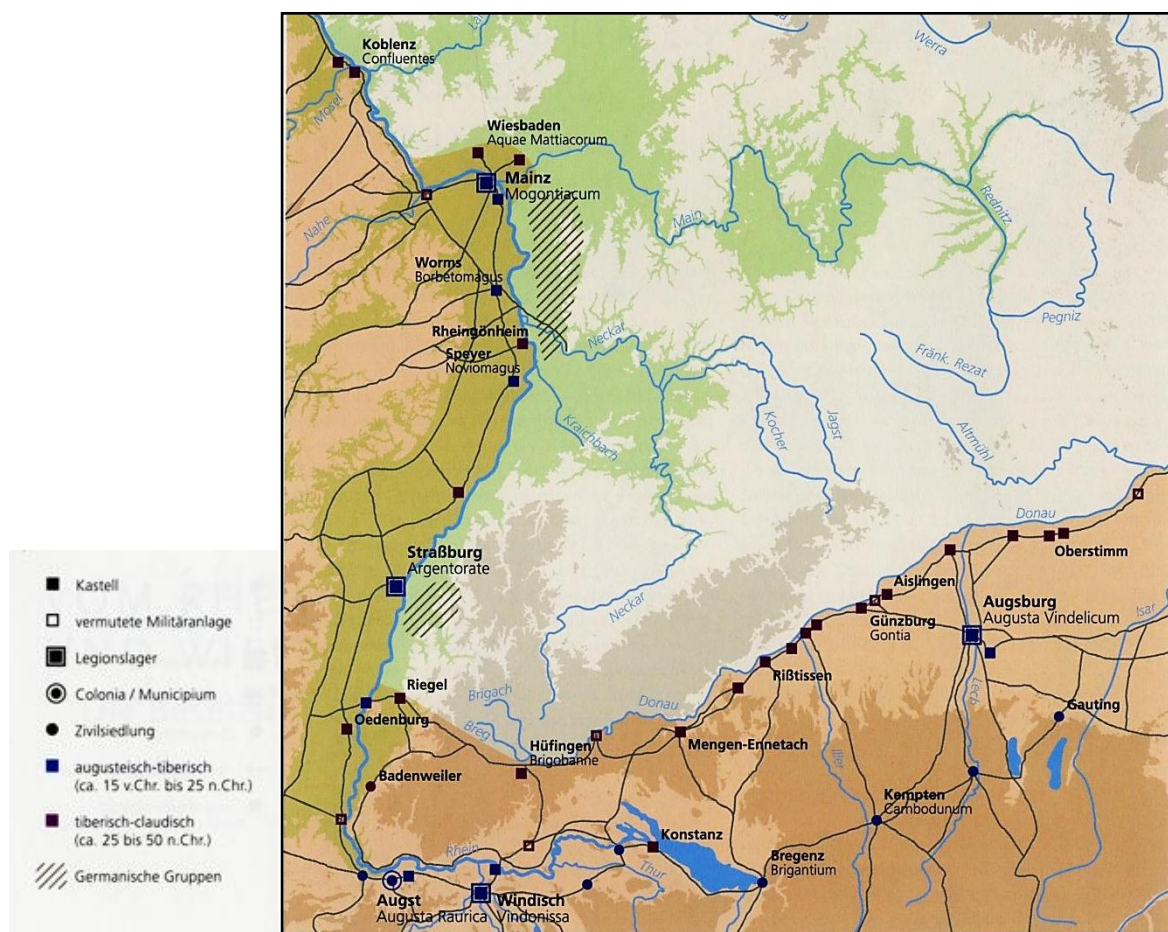 Koblenz
Confluentes
Lahn
Mosel
Werra
Wiesbaden
Aquae Mattiacorum
Mainz
Mogontiacum
Nahe
Main
Rednitz
Worms
Borbetomagus
Pegniz
Rheingönheim
Neckar
Speyer
Noviomagus
Fränk. Rezat
Kraichbach
Kocher
Jagst
Altmühl
Donau
Oberstimm
Straßburg
Argentorate
Aislingen
Neckar
Günzburg
Gontia
Augsburg
Augusta Vindelicum
Isar
Rißtissen
Riegel
Brigach
Donau
Lech
Oedenburg
Breg
Gauting
Hüfingen
Brigobanne
Mengen-Ennetach
Iller
Badenweiler
Kempten
Cambodunum
Konstanz
Rhein
Thur
Bregenz
Brigantium
Augst
Augusta Raurica
Windisch
Vindonissa
Kastell
vermutete Militäranlage
Legionslager
Colonia / Municipium
Zivilsiedlung
augusteisch-tiberisch
(ca. 15 v.Chr. bis 25 n.Chr.)
tiberisch-claudisch
(ca. 25 bis 50 n.Chr.)
Germanische Gruppen